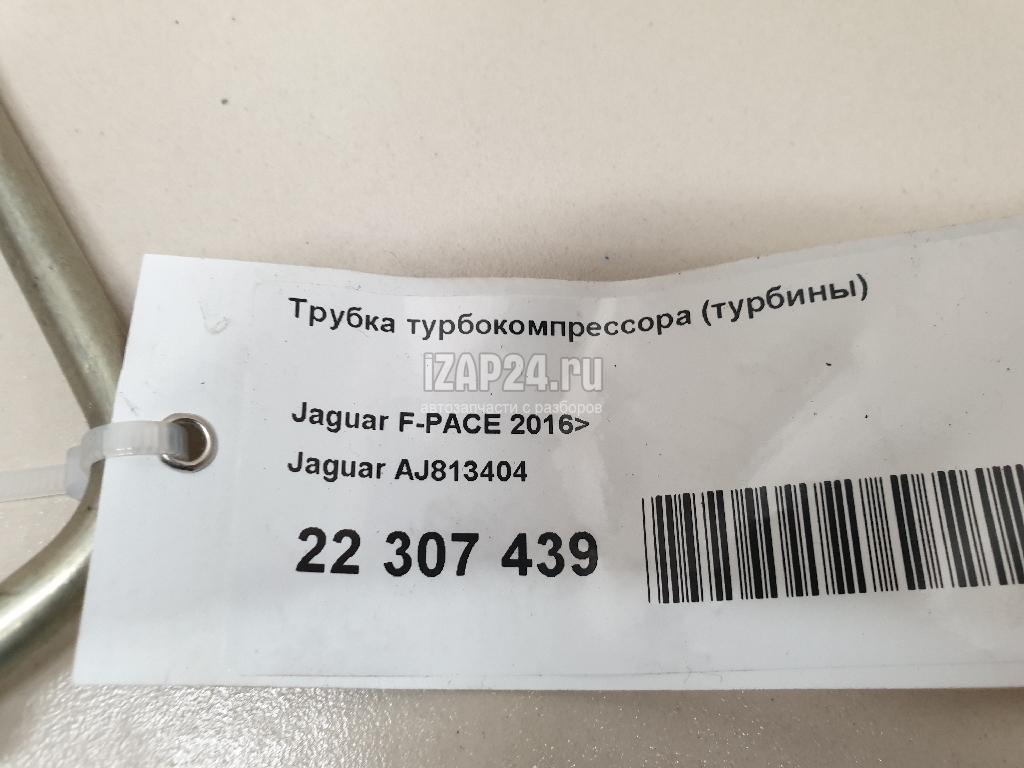 Трубка турбокомпрессора (турбины)
iZAP24.ru
автозапчасти с разборов
Jaguar F-PACE 2016>
Jaguar AJ813404
22 307 439